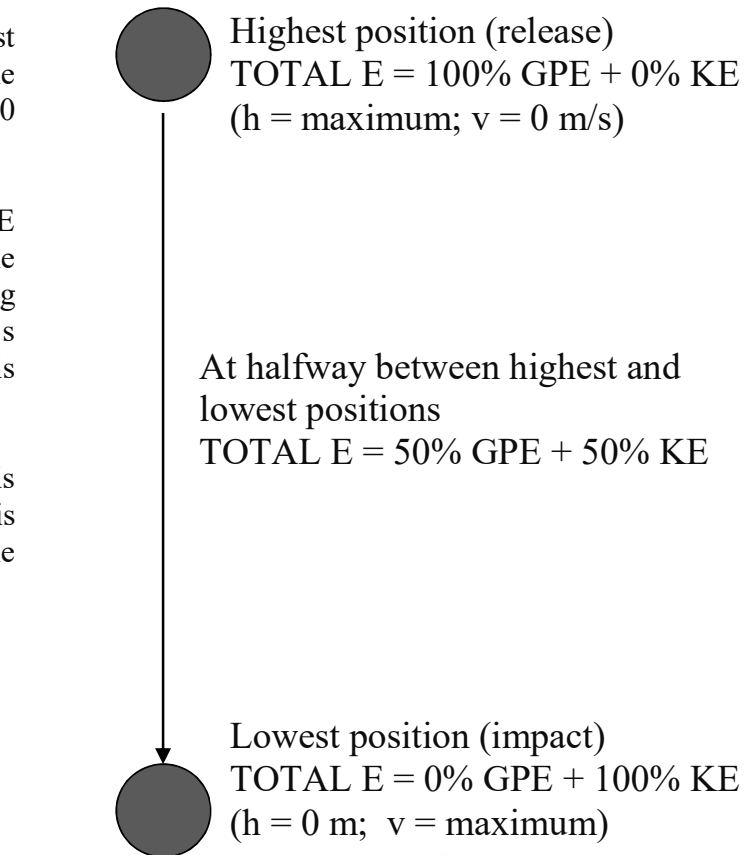 Highest position (release)
TOTAL E = 100% GPE + 0% KE
(h = maximum; v = 0 m/s)
At halfway between highest and
lowest positions
TOTAL E = 50% GPE + 50% KE
Lowest position (impact)
TOTAL E = 0% GPE + 100% KE
(h = 0 m; v = maximum)